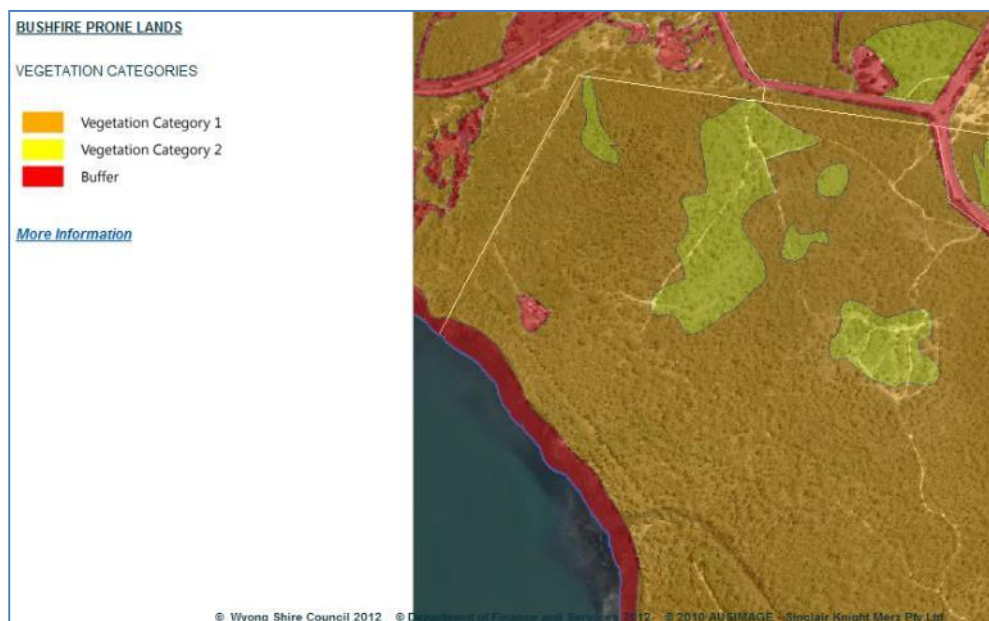 BUSHFIRE PRONE LANDS
VEGETATION CATEGORIES
Vegetation Category 1
Vegetation Category 2
Buffer
More Information
© Wyong Shire Council 2012 © Department of Finance and Services 2012 © 2010 AUSIMAGE - Sinclair Knight Merz Pty Ltd